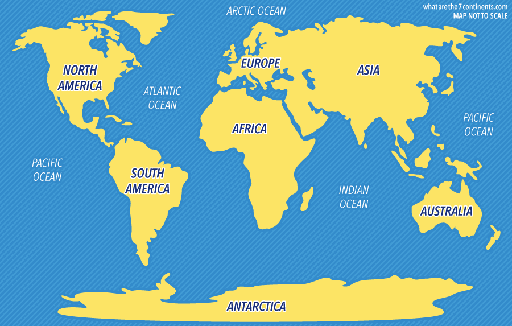 whatarethe7continents.com
MAP NOT TO SCALE
ARCTIC OCEAN
NORTH
AMERICA
EUROPE
ASIA
ATLANTIC
OCEAN
AFRICA
PACIFIC
OCEAN
PACIFIC
OCEAN
SOUTH
AMERICA
INDIAN
OCEAN
AUSTRALIA
ANTARCTICA